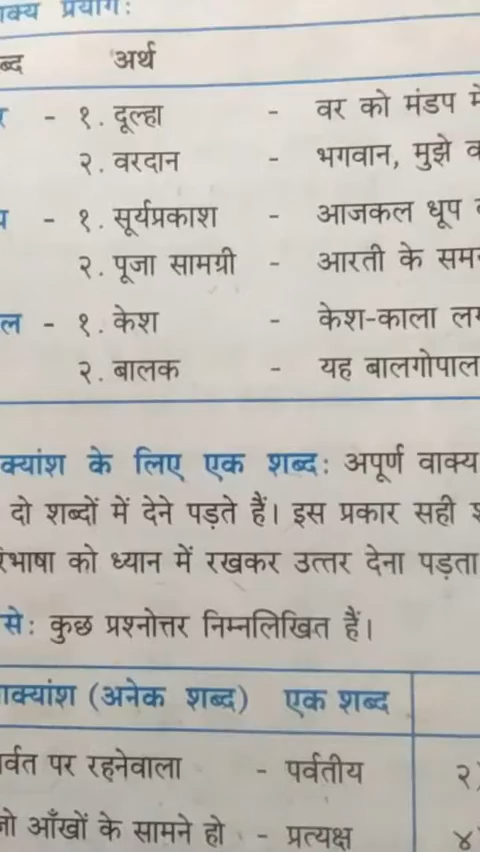 वाक्य प्रयोग:
शब्द अर्थ
- १. दूल्हा - वर को मंडप में
२. वरदान - भगवान, मुझे
- १. सूर्यप्रकाश - आजकल धूप
२. पूजा सामग्री - आरती के
ल - १. केश - केश-काला
२. बालक - यह बालगोपाल
क्यांश के लिए एक शब्द: अपूर्ण वाक्य
दो शब्दों में देने पड़ते हैं। इस प्रकार सही
भाषा को ध्यान में रखकर उत्तर देना पड़ता
से: कुछ प्रश्नोत्तर निम्नलिखित हैं।
वाक्यांश (अनेक शब्द) एक शब्द
पर्वत पर रहनेवाला - पर्वतीय २)
जो आँखों के सामने हो - प्रत्यक्ष ४